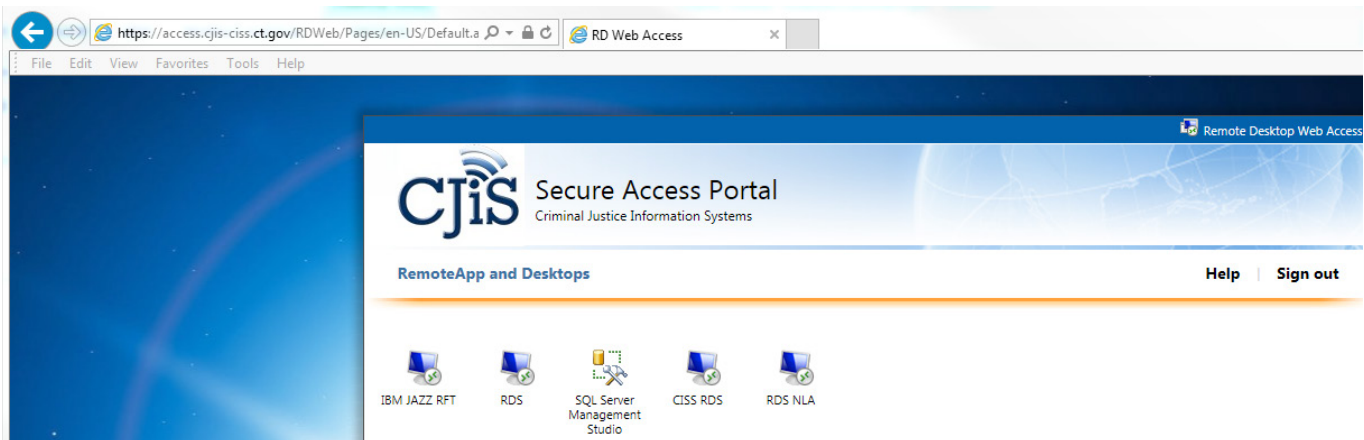 https://access.cjis-ciss.ct.gov/RDWeb/Pages/en-US/Default.a
RD Web Access
File Edit View Favorites Tools Help
Remote Desktop Web Access
CJiS
Secure Access Portal
Criminal Justice Information Systems
RemoteApp and Desktops
Help | Sign out
IBM JAZZ RFT
RDS
SQL Server
Management
Studio
CISS RDS
RDS NLA